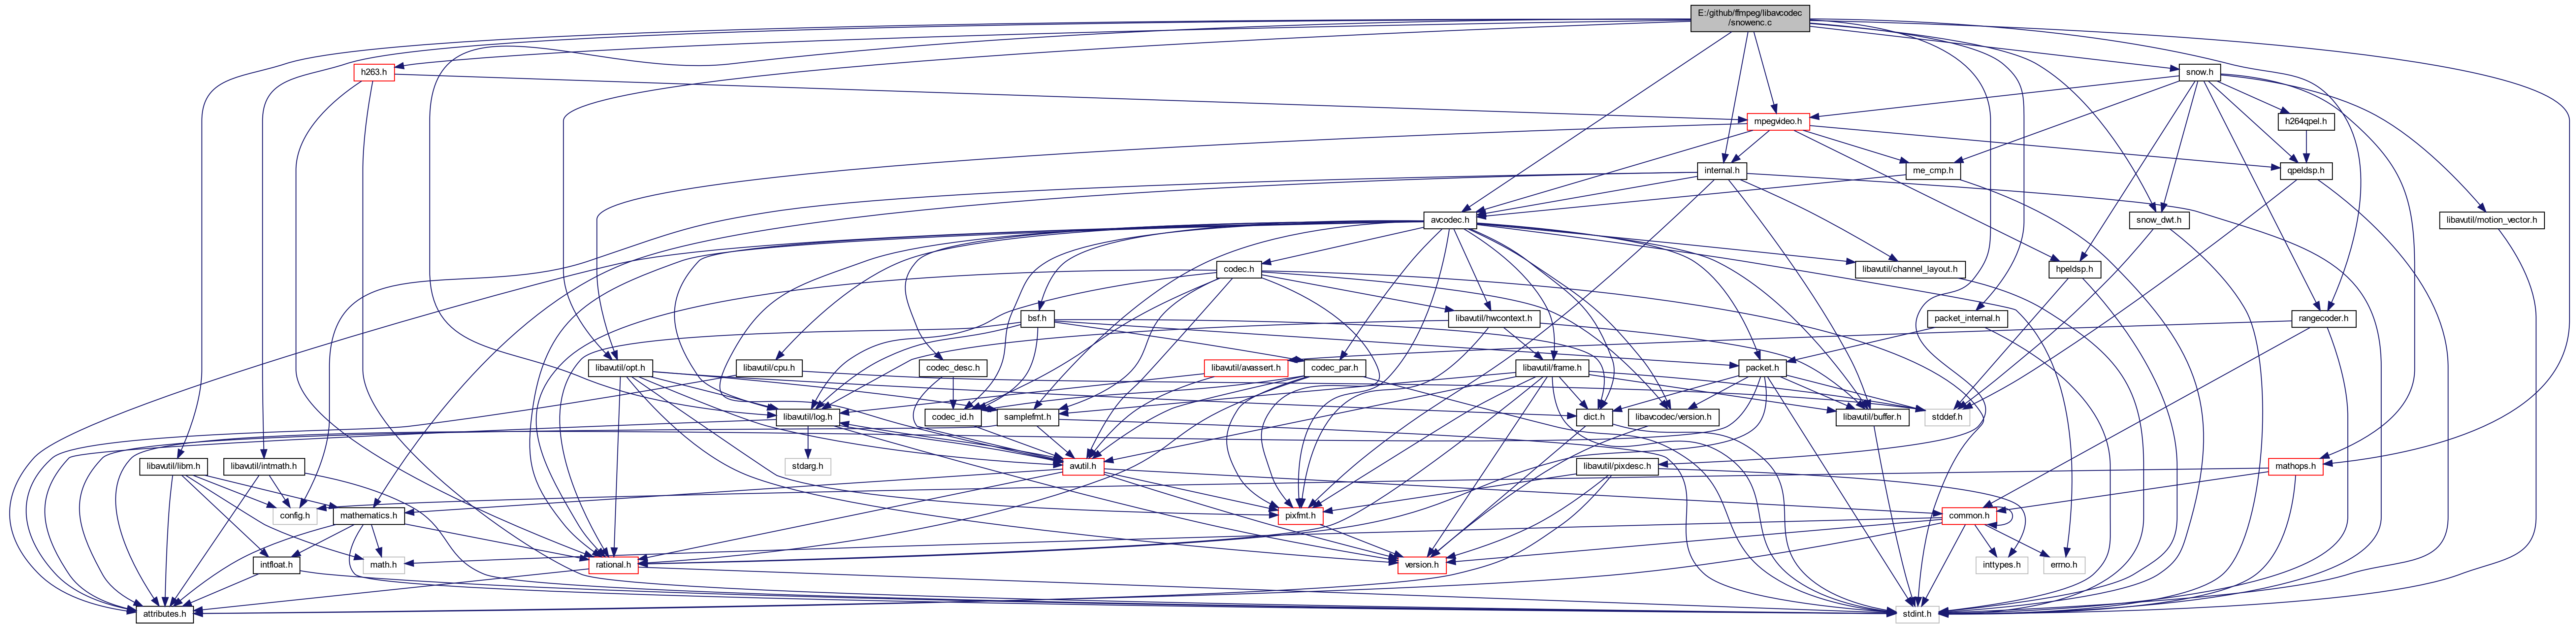 E:/github/ffmpeg/libavcodec
/snowenc.c
h263.h
snow.h
mpegvideo.h
h264qpel.h
internal.h
me_cmp.h
qpeldsp.h
avcodec.h
snow_dwt.h
libavutil/motion_vector.h
codec.h
libavutil/channel_layout.h
hpeldsp.h
bsf.h
libavutil/hwcontext.h
packet_internal.h
rangecoder.h
libavutil/opt.h
libavutil/cpu.h
codec_desc.h
libavutil/avassert.h
codec_par.h
libavutil/frame.h
packet.h
libavutil/log.h
codec_id.h
samplefmt.h
dict.h
libavcodec/version.h
libavutil/buffer.h
stddef.h
libavutil/libm.h
libavutil/intmath.h
stdarg.h
avutil.h
libavutil/pixdesc.h
mathops.h
config.h
mathematics.h
pixfmt.h
common.h
intfloat.h
math.h
rational.h
version.h
inttypes.h
errno.h
attributes.h
stdint.h